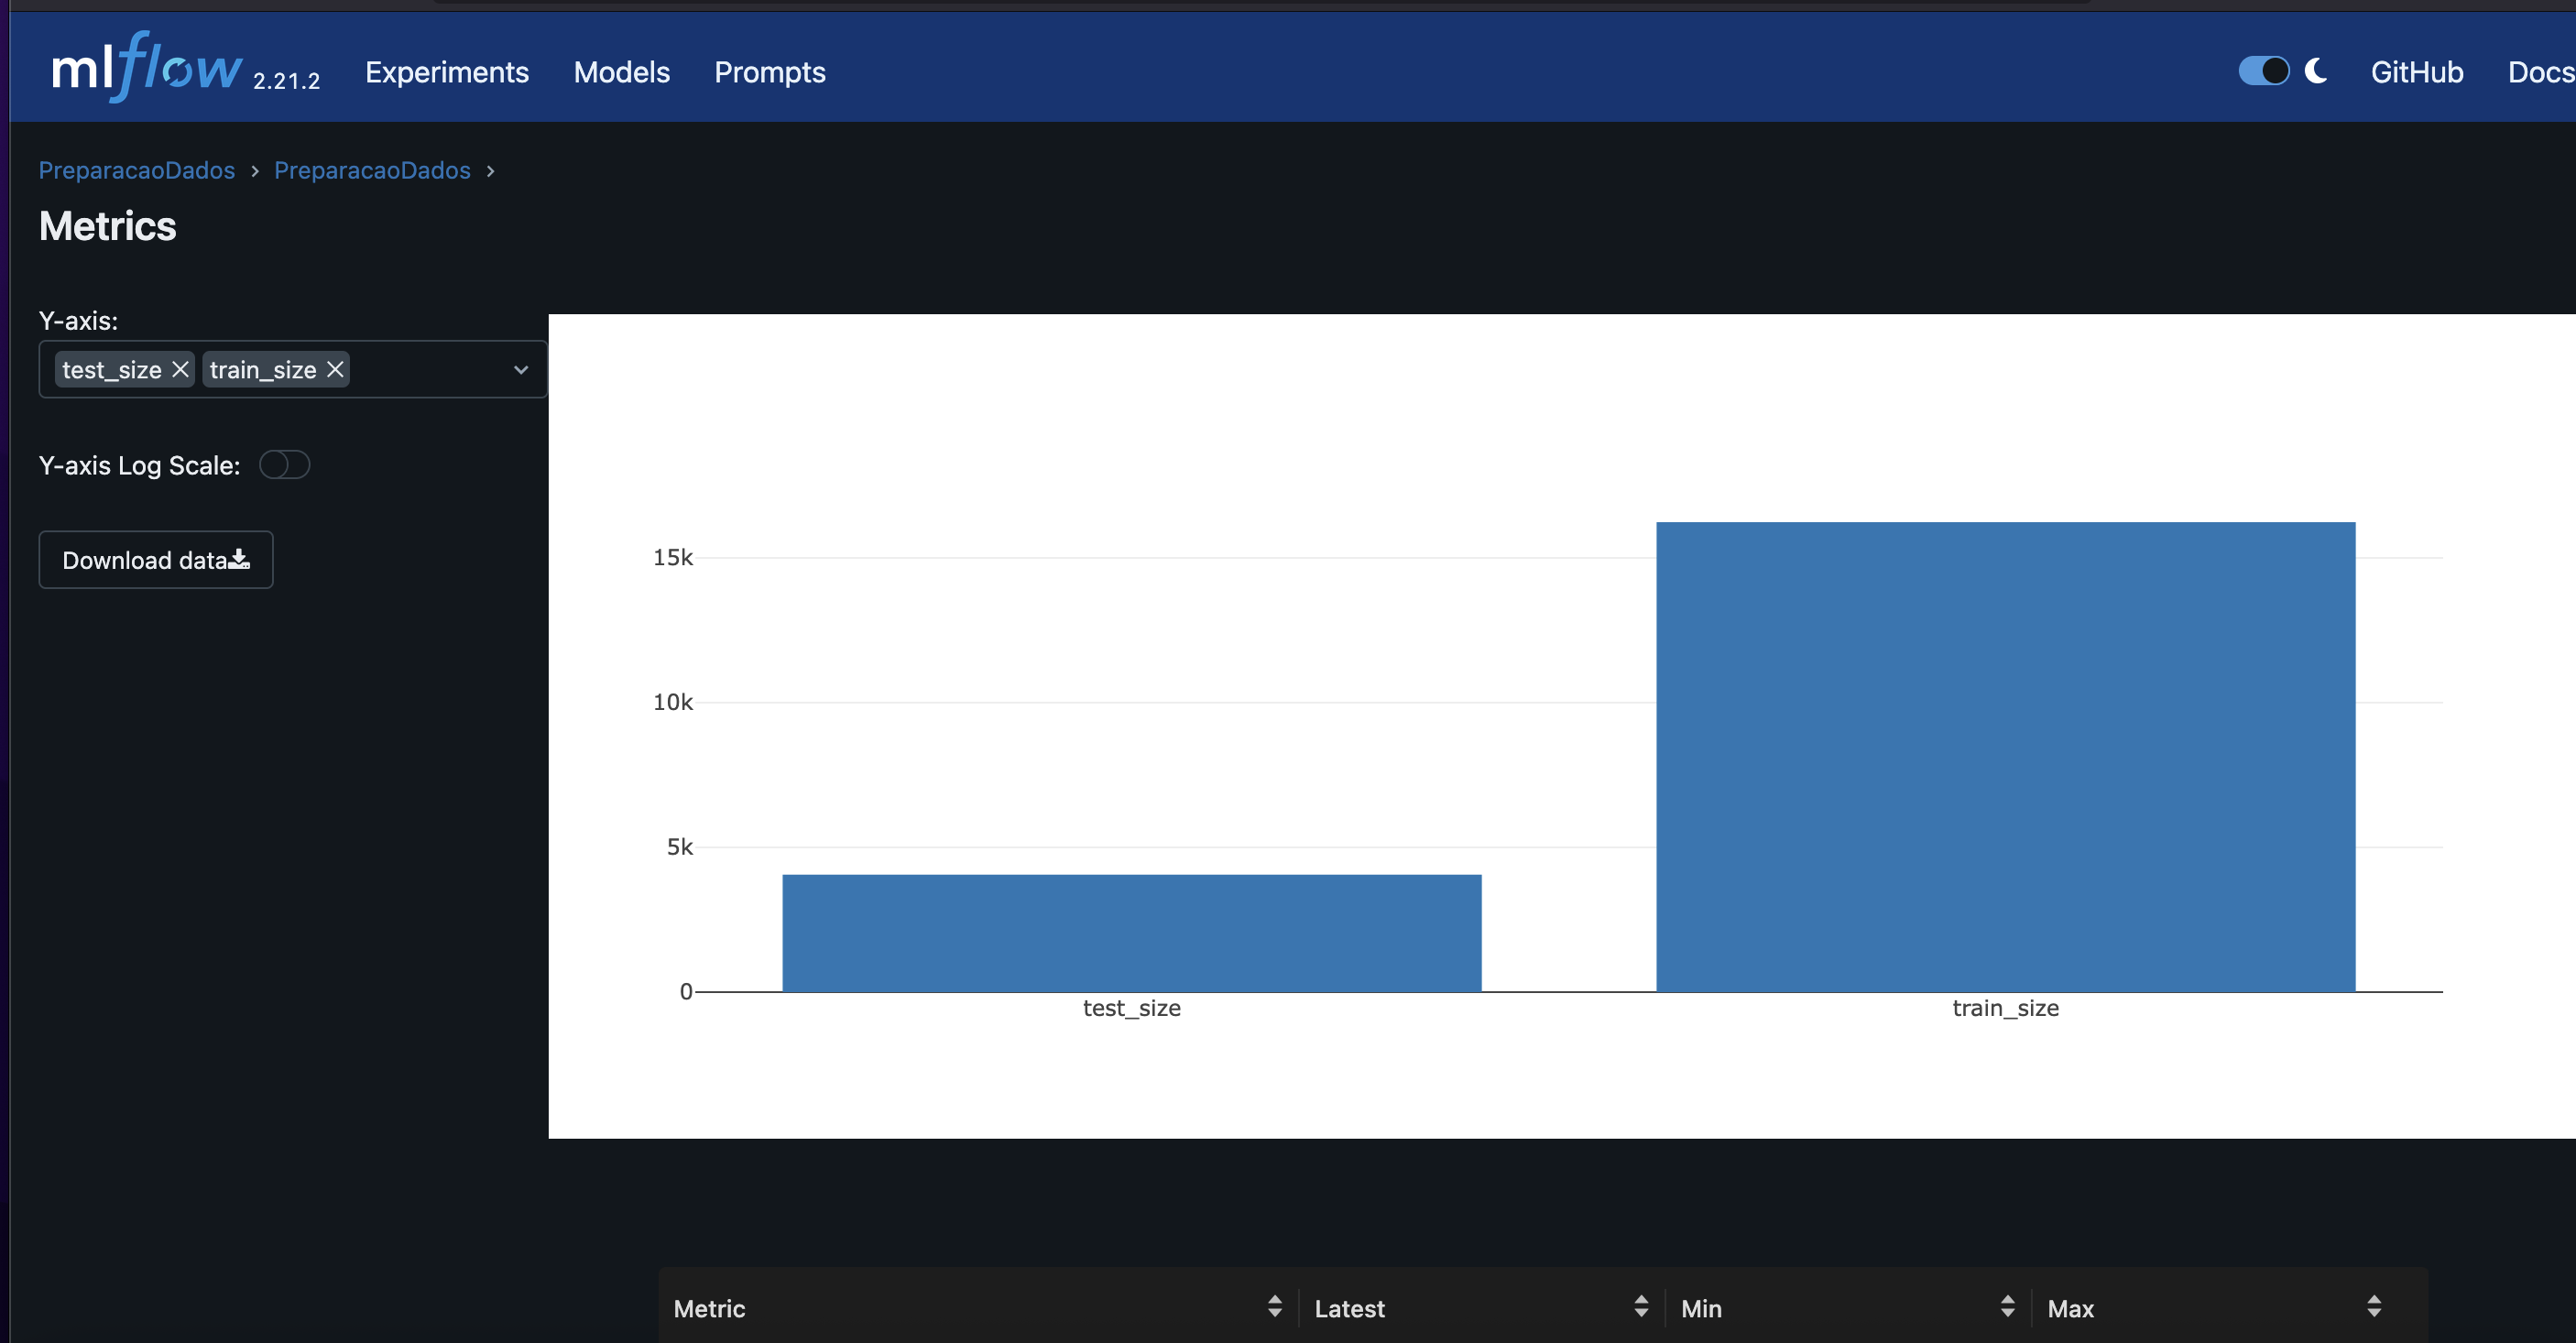 mlflow 2.21.2 Experiments Models Prompts GitHub Docs
PreparacaoDados > PreparacaoDados >
Metrics
Y-axis:
test_size train_size
Y-axis Log Scale:
Download data
15k
10k
5k
0
test_size train_size
Metric Latest Min Max